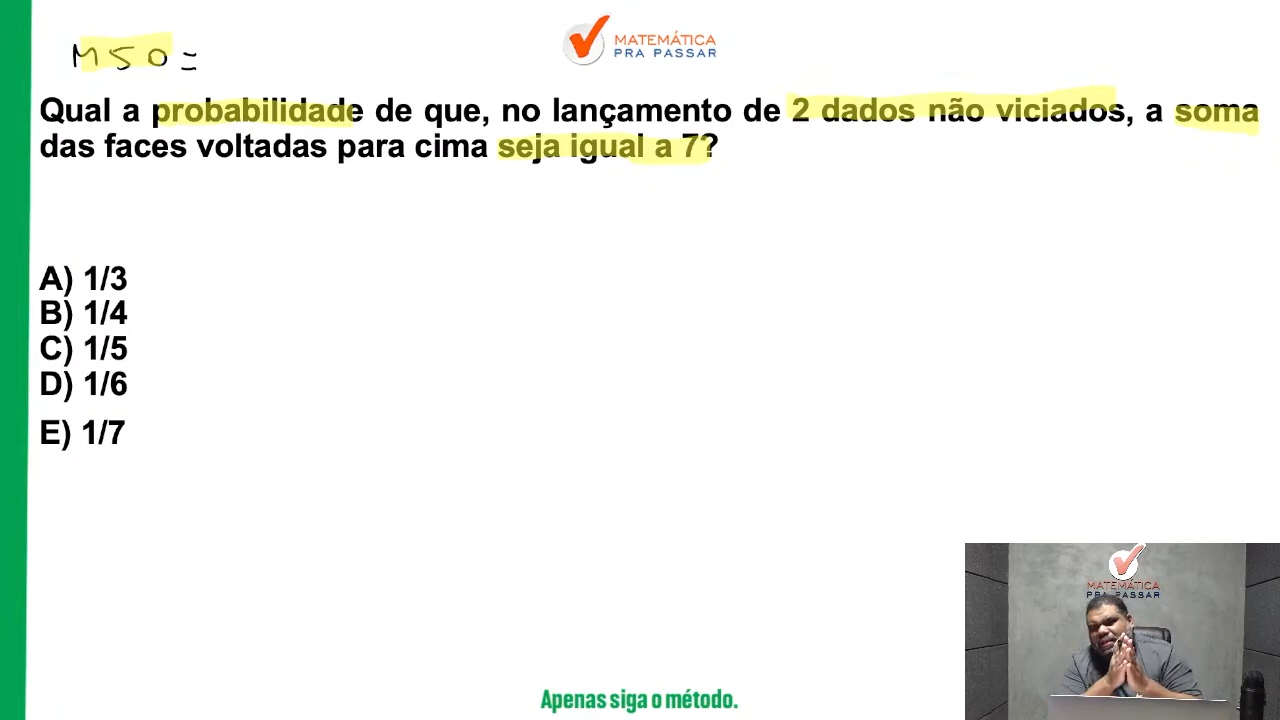 M50=
MATEMÁTICA
PRA PASSAR
Qual a probabilidade de que, no lançamento de 2 dados não viciados, a soma
das faces voltadas para cima seja igual a 7?
A) 1/3
B) 1/4
C) 1/5
D) 1/6
E) 1/7
MATEMÁTICA
PRA PASSAR
Apenas siga o método.